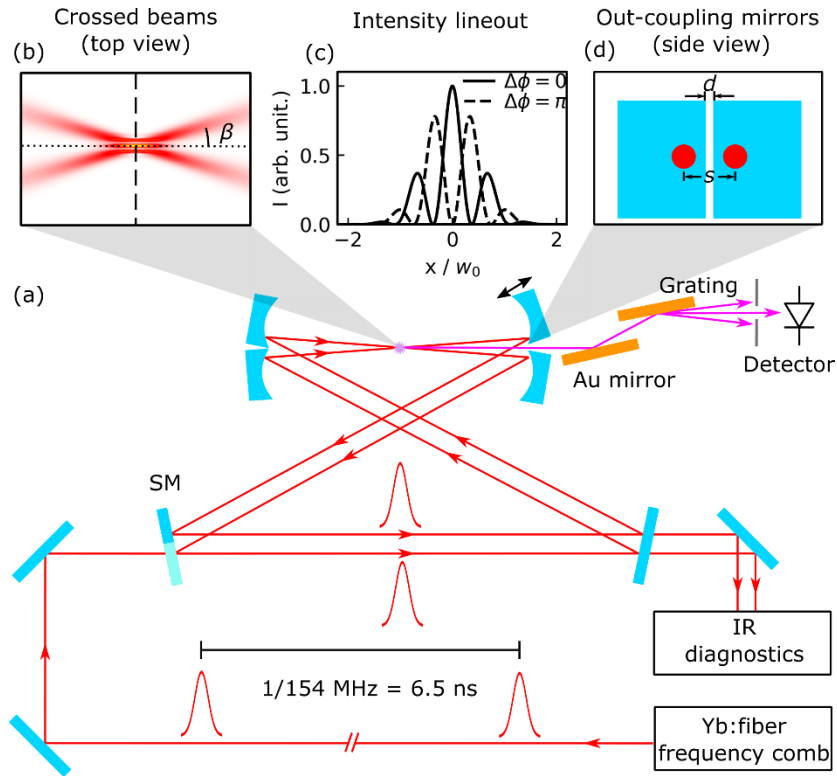 Crossed beams
(top view)
(b)
β
Intensity lineout
(c)
Δϕ = 0
Δϕ = π
I (arb. unit.)
1.0
0.5
0.0
−2
0
2
x / w₀
Out-coupling mirrors
(side view)
(d)
d
s
(a)
Grating
Au mirror
Detector
SM
IR
diagnostics
1/154 MHz = 6.5 ns
Yb:fiber
frequency comb